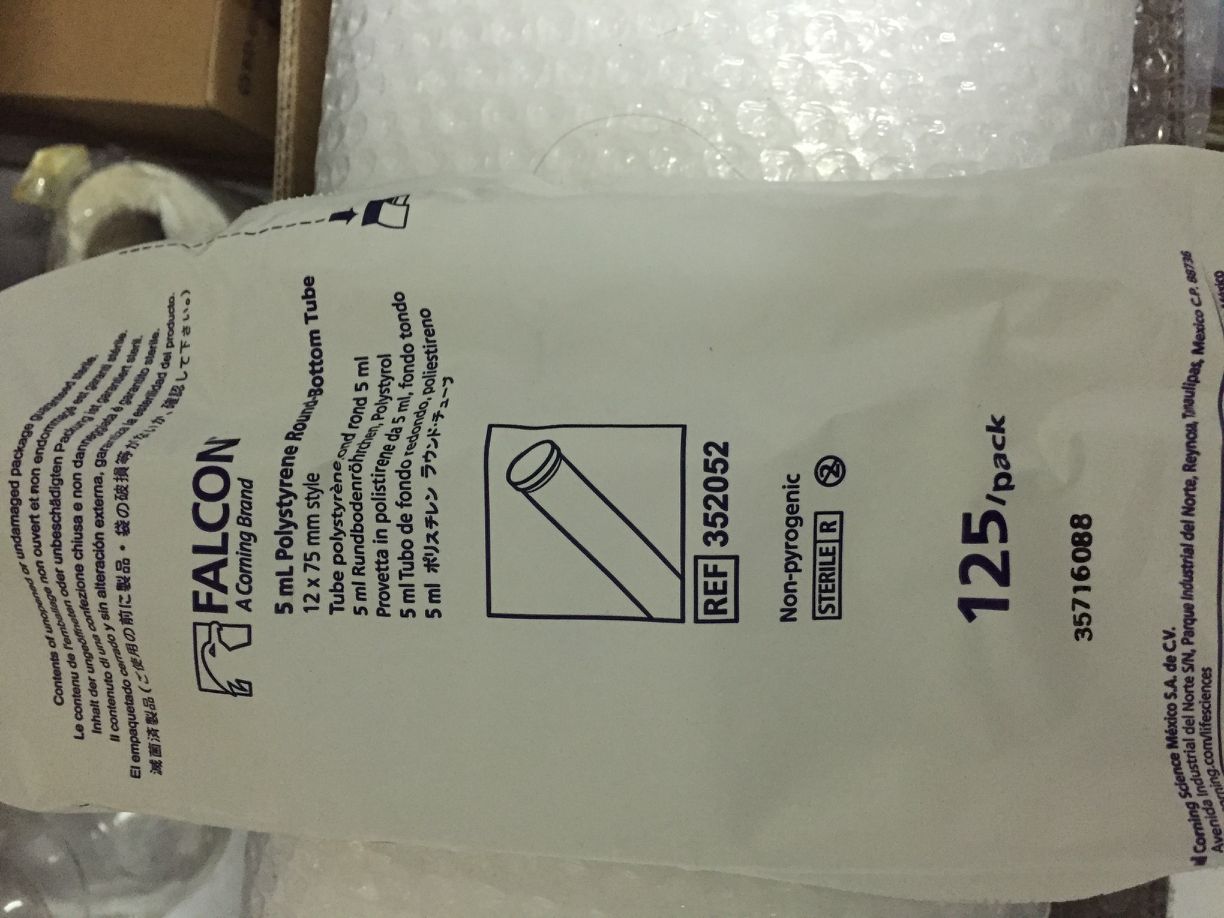 Contents of unopened or undamaged package guaranteed sterile.
Le contenu de l'emballage non ouvert et non endommagé est garanti stérile.
Inhalt der ungeöffneten oder unbeschädigten Packung ist garantiert steril.
Il contenuto di una confezione chiusa e non danneggiata è garantito sterile.
El empaquetado cerrado y sin alteración externa, garantiza la esterilidad del producto.
滅菌済製品(ご使用の前に製品・袋の破損等がないか、確認して下さい。)
FALCON
A Corning Brand
5 mL Polystyrene Round-Bottom Tube
12 x 75 mm style
Tube polystyrène fond rond 5 ml
5 ml Rundbodenröhrchen, Polystyrol
Provetta in polistirene da 5 ml, fondo tondo
5 ml Tubo de fondo redondo, poliestireno
5 ml ポリスチレン ラウンド・チューブ
REF 352052
Non-pyrogenic
STERILE R 2
125/pack
35716088
Corning Science México S.A. de C.V.
Avenida Industrial del Norte S/N, Parque Industrial del Norte, Reynosa, Tamaulipas, Mexico C.P. 88736
corning.com/lifesciences